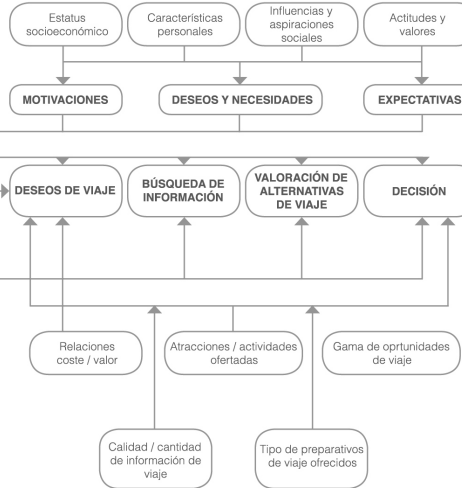 Estatus
socioeconómico
Características
personales
Influencias y
aspiraciones
sociales
Actitudes y
valores
MOTIVACIONES
DESEOS Y NECESIDADES
EXPECTATIVAS
DESEOS DE VIAJE
BÚSQUEDA DE
INFORMACIÓN
VALORACIÓN DE
ALTERNATIVAS
DE VIAJE
DECISIÓN
Relaciones
coste / valor
Atracciones / actividades
ofertadas
Gama de oprtunidades
de viaje
Calidad / cantidad
de información de
viaje
Tipo de preparativos
de viaje ofrecidos